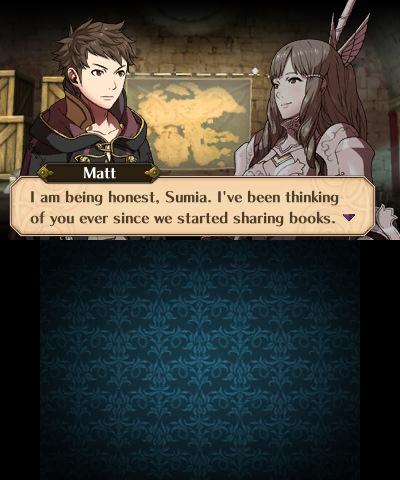 Matt
I am being honest, Sumia. I've been thinking
of you ever since we started sharing books.